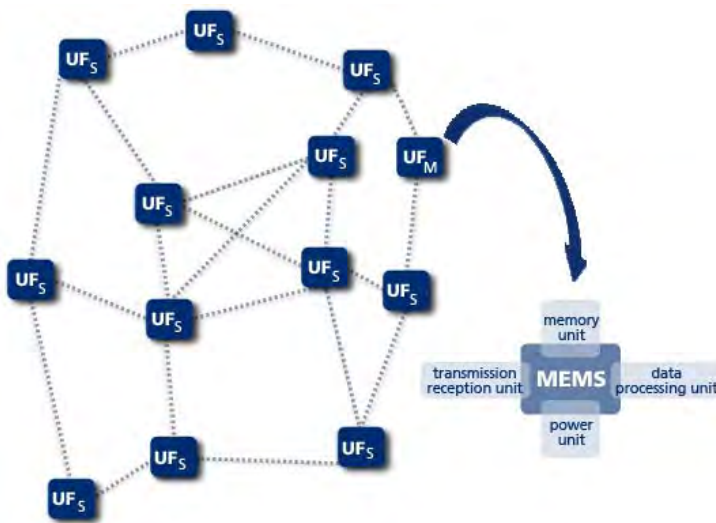 UFS
UFS
UFS
UFS
UFM
UFS
UFS
UFS
UFS
UFS
memory
unit
transmission
reception unit
MEMS
data
processing unit
power
unit
UFS
UFS
UFS